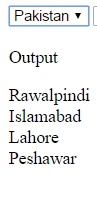 Pakistan
Output
Rawalpindi
Islamabad
Lahore
Peshawar